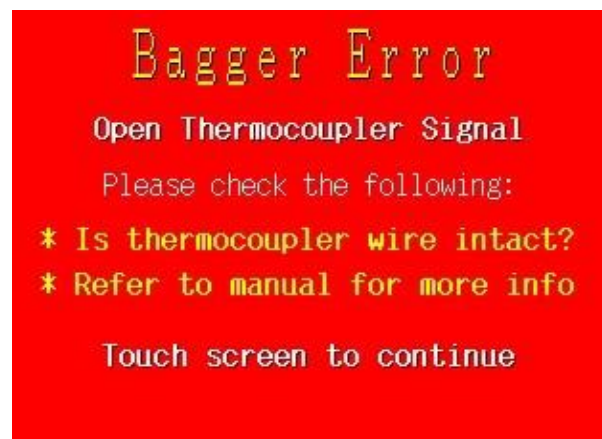 Bagger Error
Open Thermocoupler Signal
Please check the following:
* Is thermocoupler wire intact?
* Refer to manual for more info
Touch screen to continue